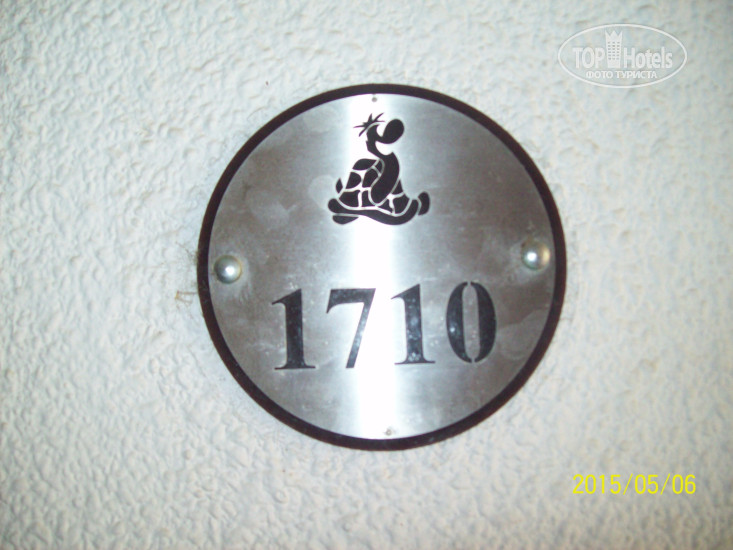 TOP Hotels
ФОТО ТУРИСТА
1710
2015/05/06